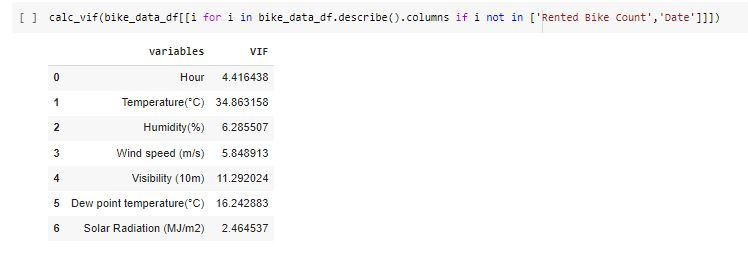 [ ] calc_vif(bike_data_df[[i for i in bike_data_df.describe().columns if i not in ['Rented Bike Count','Date']]])
variables VIF
0 Hour 4.416438
1 Temperature(°C) 34.863158
2 Humidity(%) 6.285507
3 Wind speed (m/s) 5.848913
4 Visibility (10m) 11.292024
5 Dew point temperature(°C) 16.242883
6 Solar Radiation (MJ/m2) 2.464537